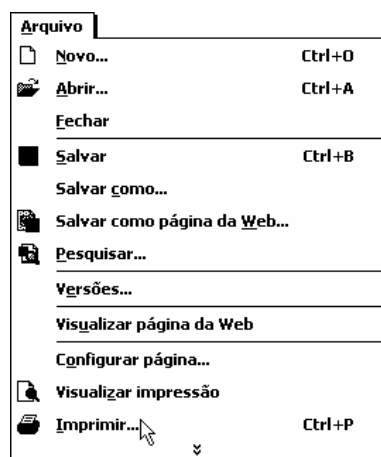 Arquivo
Novo... Ctrl+O
Abrir... Ctrl+A
Fechar
Salvar Ctrl+B
Salvar como...
Salvar como página da Web...
Pesquisar...
Versões...
Visualizar página da Web
Configurar página...
Visualizar impressão
Imprimir... Ctrl+P